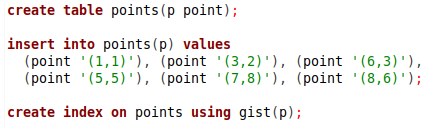 create table points(p point);
insert into points(p) values
(point '(1,1)'), (point '(3,2)'), (point '(6,3)'),
(point '(5,5)'), (point '(7,8)'), (point '(8,6)');
create index on points using gist(p);